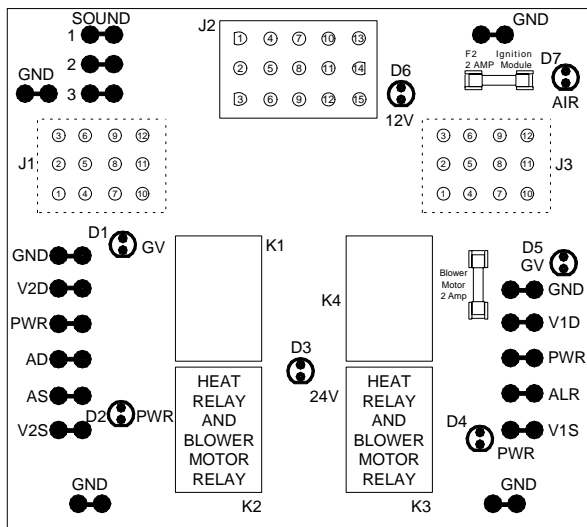 SOUND
1
2
3
GND
J2
1 4 7 10 13
2 5 8 11 14
3 6 9 12 15
D6
12V
GND
F2 Ignition
2 AMP Module
D7
AIR
J1
3 6 9 12
2 5 8 11
1 4 7 10
J3
3 6 9 12
2 5 8 11
1 4 7 10
D1
GV
K1
K4
Blower
Motor
2 Amp
D5
GV
GND
V2D
PWR
AD
AS
V2S
D2
PWR
D3
24V
HEAT
RELAY
AND
BLOWER
MOTOR
RELAY
K2
HEAT
RELAY
AND
BLOWER
MOTOR
RELAY
K3
D4
PWR
GND
V1D
PWR
ALR
V1S
GND
GND